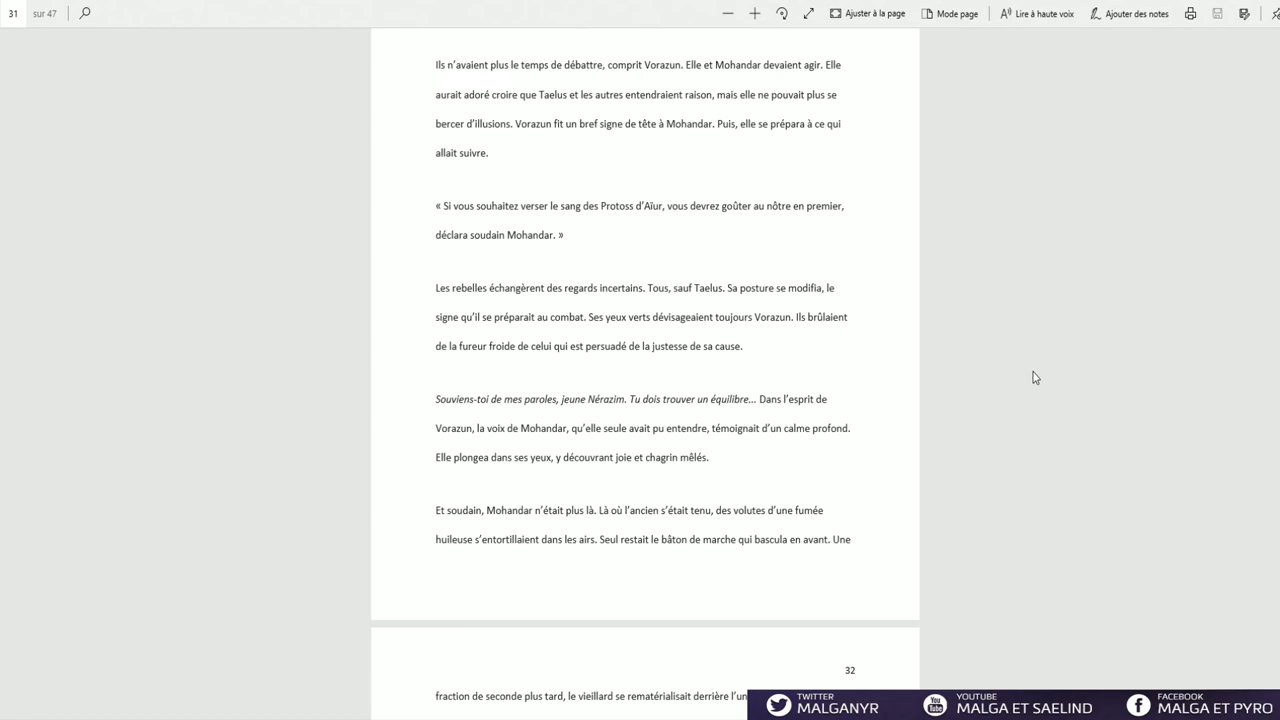 31 sur 47 Ajuster à la page Mode page Lire à haute voix Ajouter des notes
Ils n'avaient plus le temps de débattre, comprit Vorazun. Elle et Mohandar devaient agir. Elle
aurait adoré croire que Taelus et les autres entendraient raison, mais elle ne pouvait plus se
bercer d'illusions. Vorazun fit un bref signe de tête à Mohandar. Puis, elle se prépara à ce qui
allait suivre.
« Si vous souhaitez verser le sang des Protoss d'Aïur, vous devrez goûter au nôtre en premier,
déclara soudain Mohandar. »
Les rebelles échangèrent des regards incertains. Tous, sauf Taelus. Sa posture se modifia, le
signe qu'il se préparait au combat. Ses yeux verts dévisageaient toujours Vorazun. Ils brûlaient
de la fureur froide de celui qui est persuadé de la justesse de sa cause.
Souviens-toi de mes paroles, jeune Nérazim. Tu dois trouver un équilibre... Dans l'esprit de
Vorazun, la voix de Mohandar, qu'elle seule avait pu entendre, témoignait d'un calme profond.
Elle plongea dans ses yeux, y découvrant joie et chagrin mêlés.
Et soudain, Mohandar n'était plus là. Là où l'ancien s'était tenu, des volutes d'une fumée
huileuse s'entortillaient dans les airs. Seul restait le bâton de marche qui bascula en avant. Une
32
fraction de seconde plus tard, le vieillard se rematérialisait derrière l'un
TWITTER
MALGANYR
YOUTUBE
MALGA ET SAELIND
FACEBOOK
MALGA ET PYRO